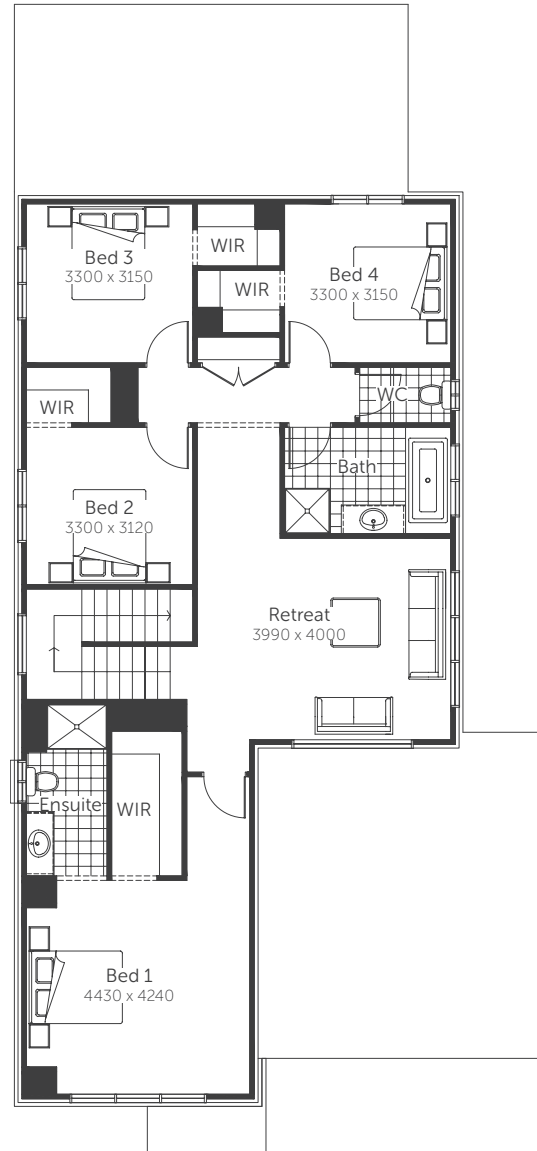 Bed 3
3300 x 3150
WIR
WIR
Bed 4
3300 x 3150
WC
WIR
Bath
Bed 2
3300 x 3120
Retreat
3990 x 4000
Ensuite
WIR
Bed 1
4430 x 4240